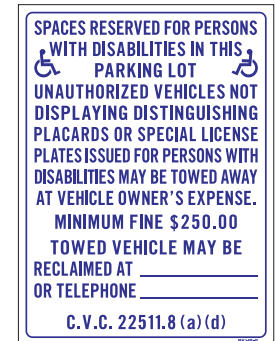 SPACES RESERVED FOR PERSONS
WITH DISABILITIES IN THIS
PARKING LOT
UNAUTHORIZED VEHICLES NOT
DISPLAYING DISTINGUISHING
PLACARDS OR SPECIAL LICENSE
PLATES ISSUED FOR PERSONS WITH
DISABILITIES MAY BE TOWED AWAY
AT VEHICLE OWNER'S EXPENSE.
MINIMUM FINE $250.00
TOWED VEHICLE MAY BE
RECLAIMED AT
OR TELEPHONE
C.V.C. 22511.8 (a) (d)